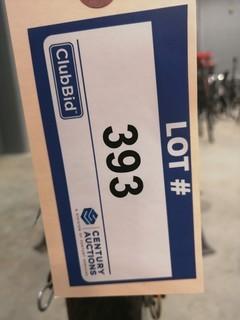 LOT #
393
ClubBid
CENTURY
AUCTIONS